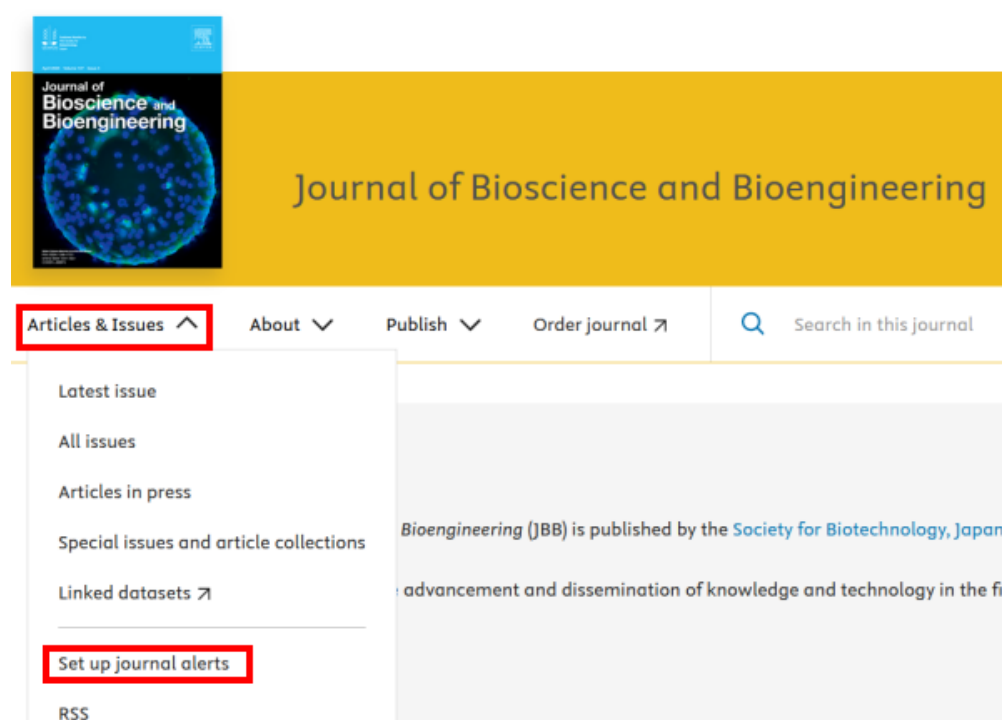 Journal of
Bioscience and
Bioengineering
Journal of Bioscience and Bioengineering
Articles & Issues
About
Publish
Order journal
Search in this journal
Latest issue
All issues
Articles in press
Special issues and article collections
Linked datasets
Bioengineering (JBB) is published by the Society for Biotechnology, Japan
advancement and dissemination of knowledge and technology in the fi
Set up journal alerts
RSS